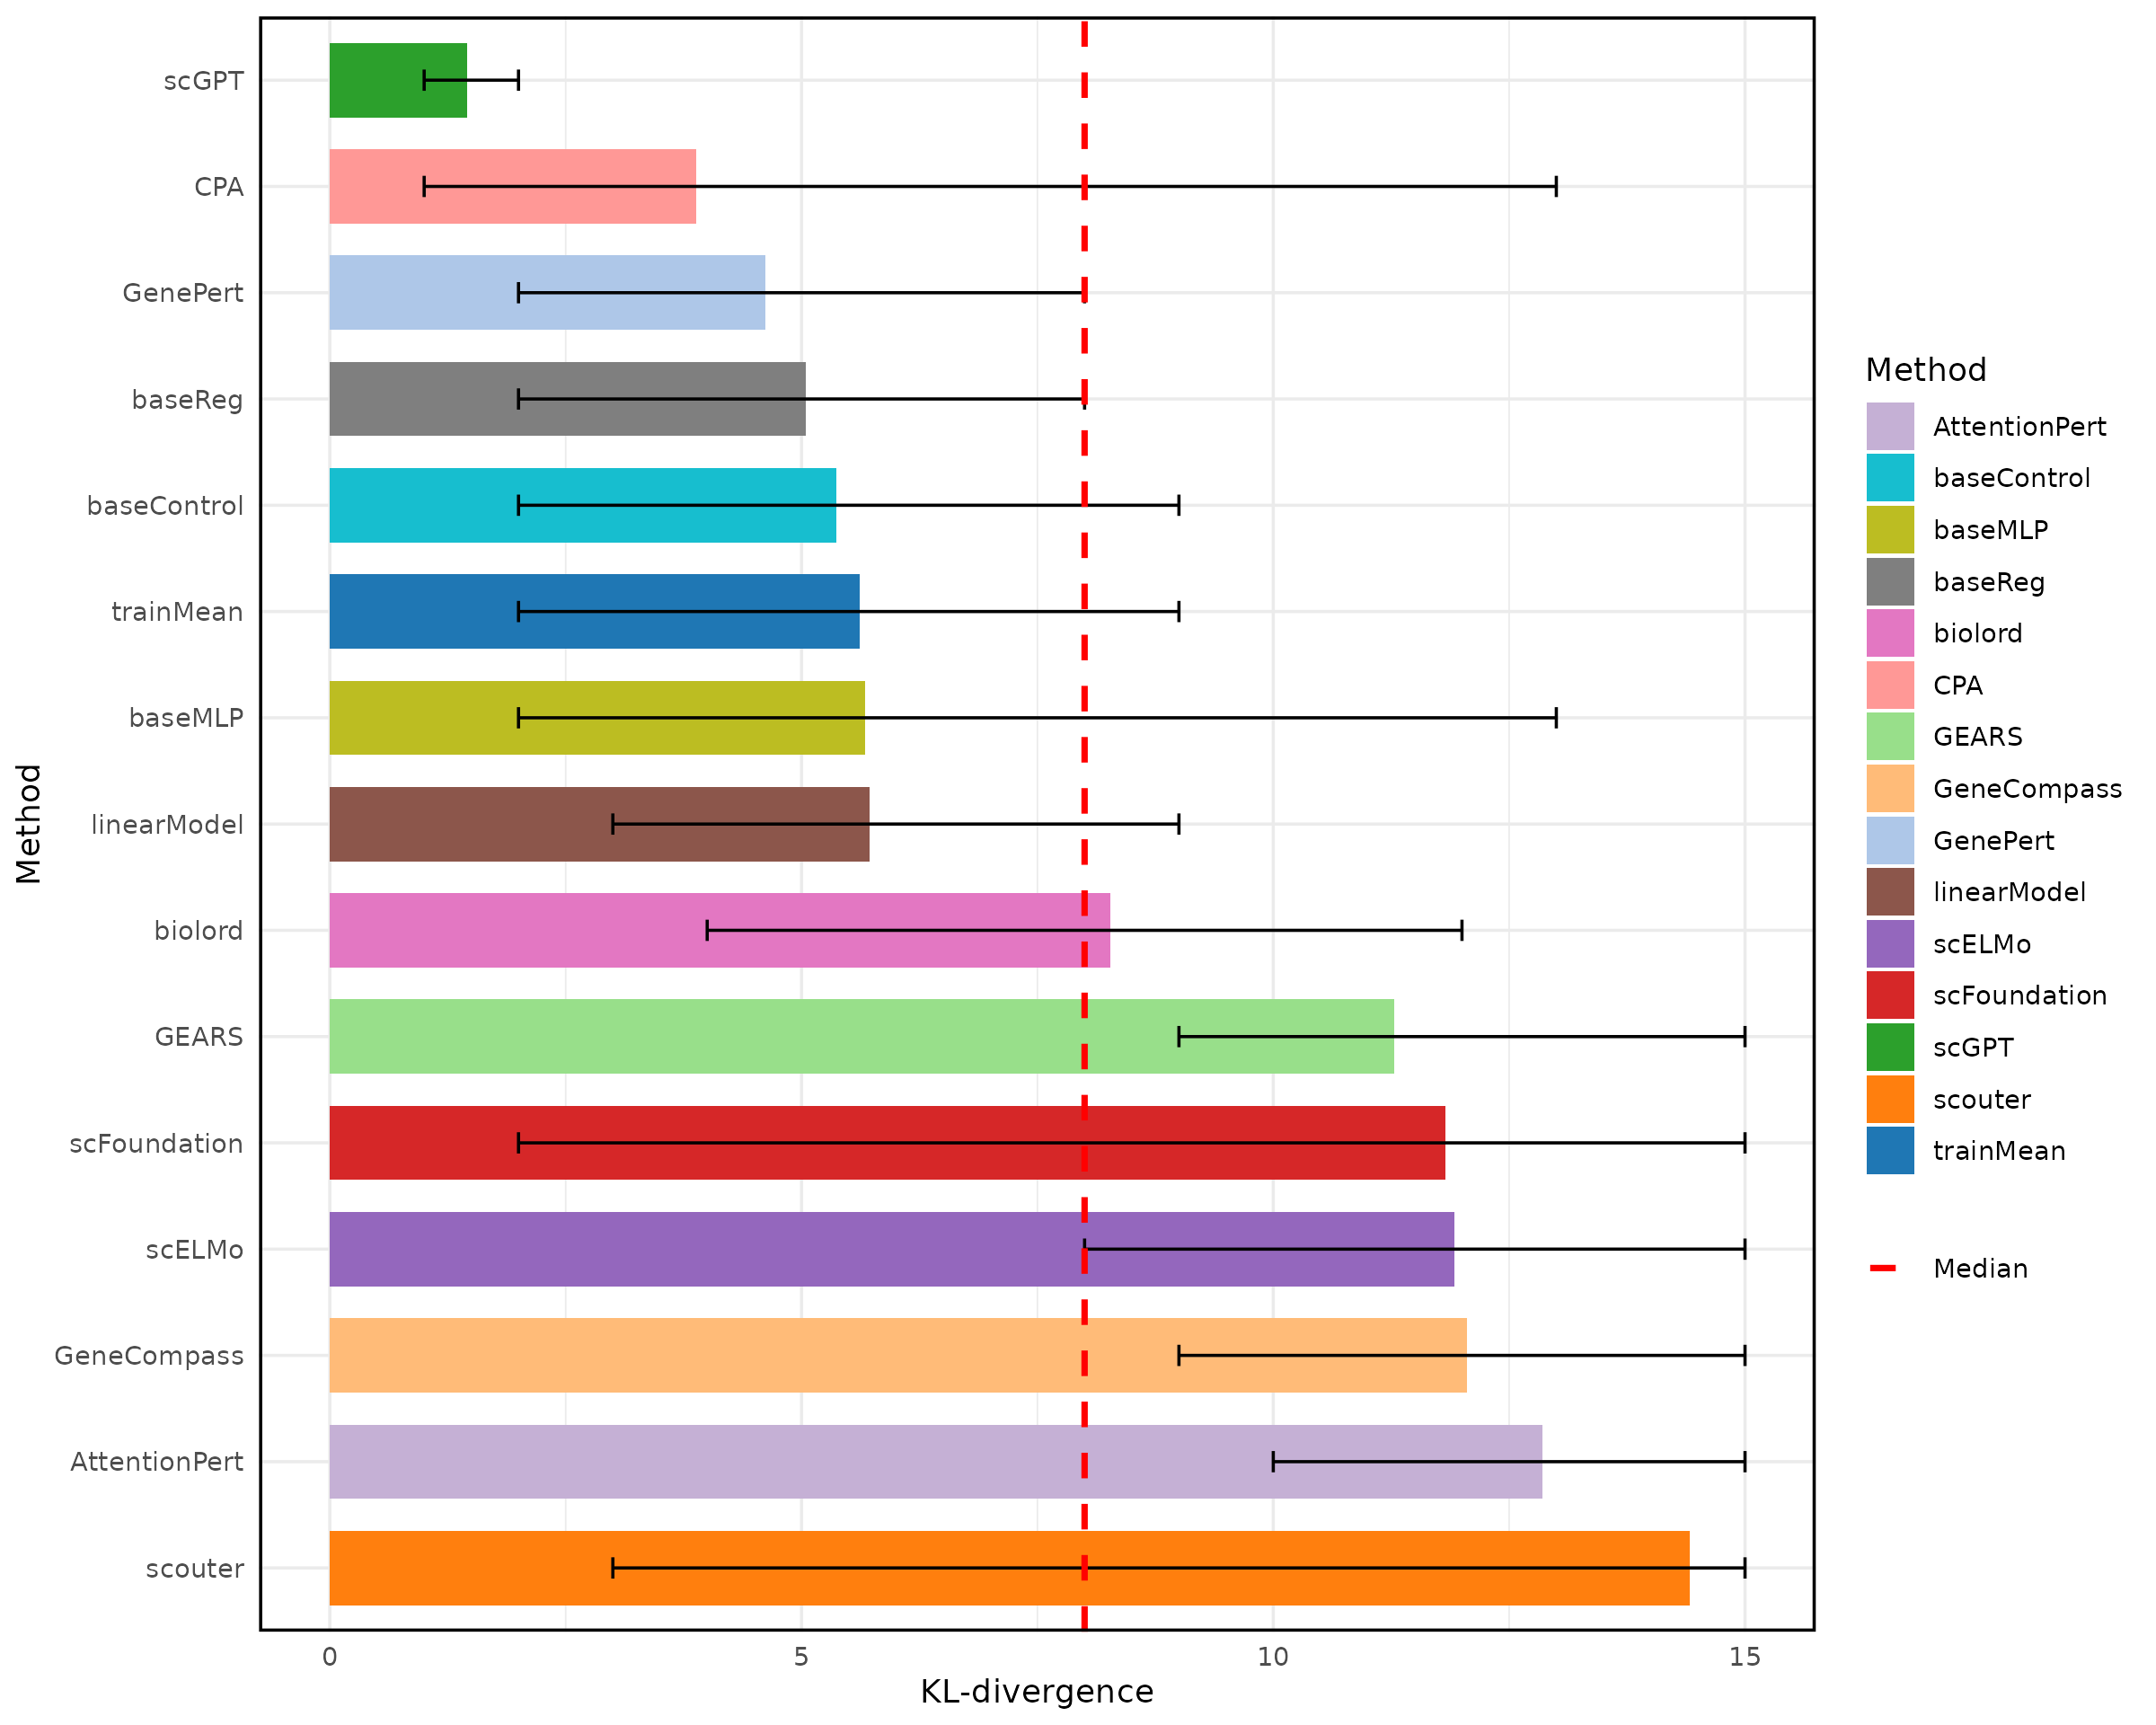 Method
scGPT
CPA
GenePert
baseReg
baseControl
trainMean
baseMLP
linearModel
biolord
GEARS
scFoundation
scELMo
GeneCompass
AttentionPert
scouter
0 5 10 15
KL-divergence
Method
AttentionPert
baseControl
baseMLP
baseReg
biolord
CPA
GEARS
GeneCompass
GenePert
linearModel
scELMo
scFoundation
scGPT
scouter
trainMean
Median